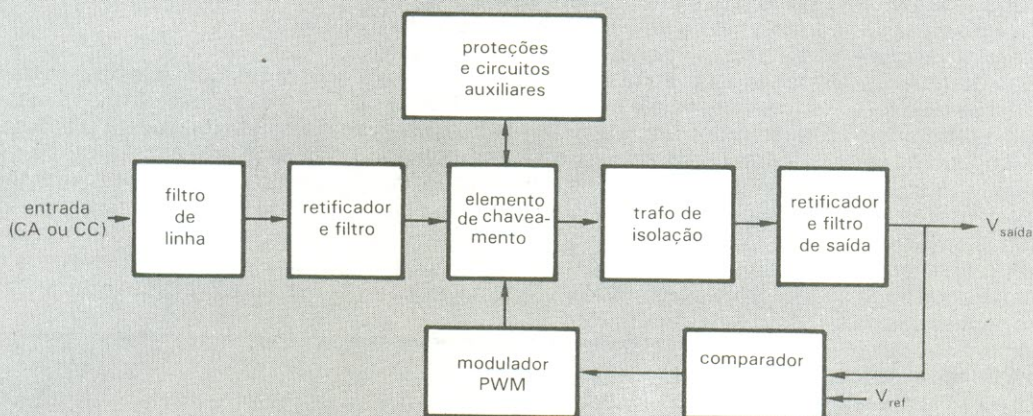 proteções
e circuitos
auxiliares
entrada
(CA ou CC)
filtro
de
linha
retificador
e filtro
elemento
de chavea-
mento
trafo de
isolação
retificador
e filtro
de saída
V saída
modulador
PWM
comparador
V ref